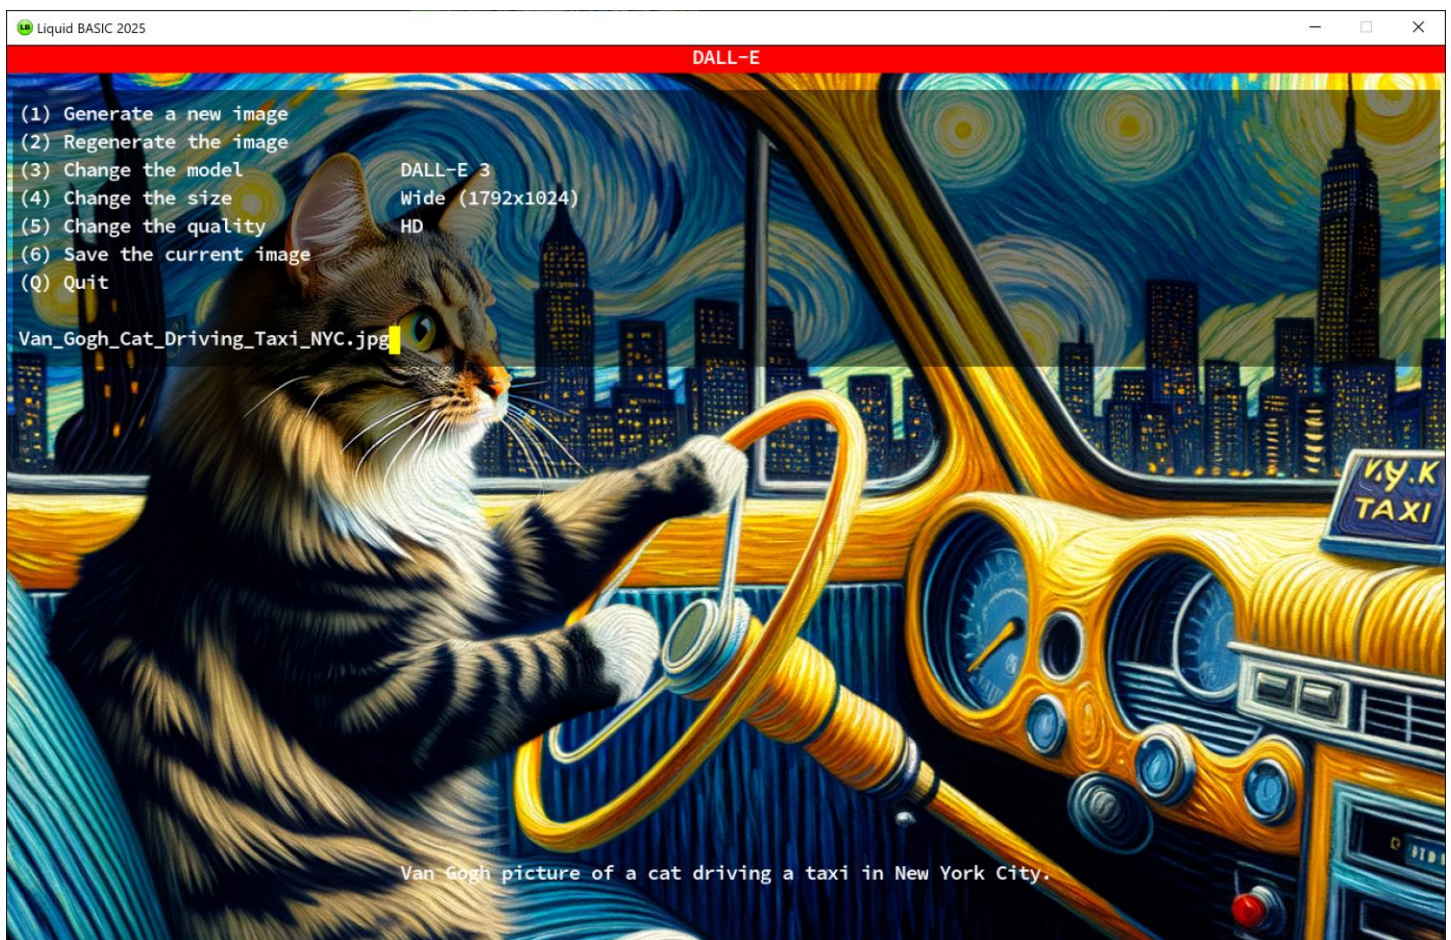 Liquid BASIC 2025
DALL-E
(1) Generate a new image
(2) Regenerate the image
(3) Change the model DALL-E 3
(4) Change the size Wide (1792x1024)
(5) Change the quality HD
(6) Save the current image
(Q) Quit
Van_Gogh_Cat_Driving_Taxi_NYC.jpg
V.Y.K
TAXI
Van Gogh picture of a cat driving a taxi in New York City.